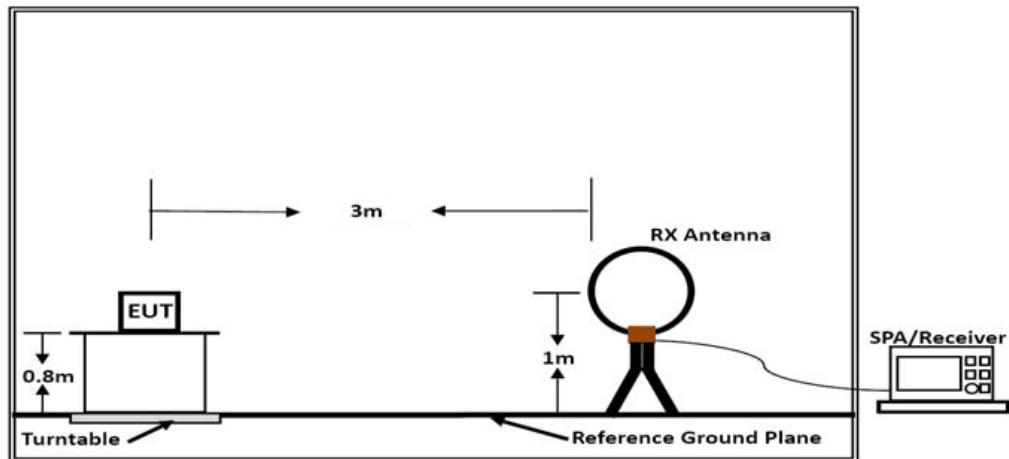 3m
RX Antenna
EUT
SPA/Receiver
1m
0.8m
Turntable
Reference Ground Plane